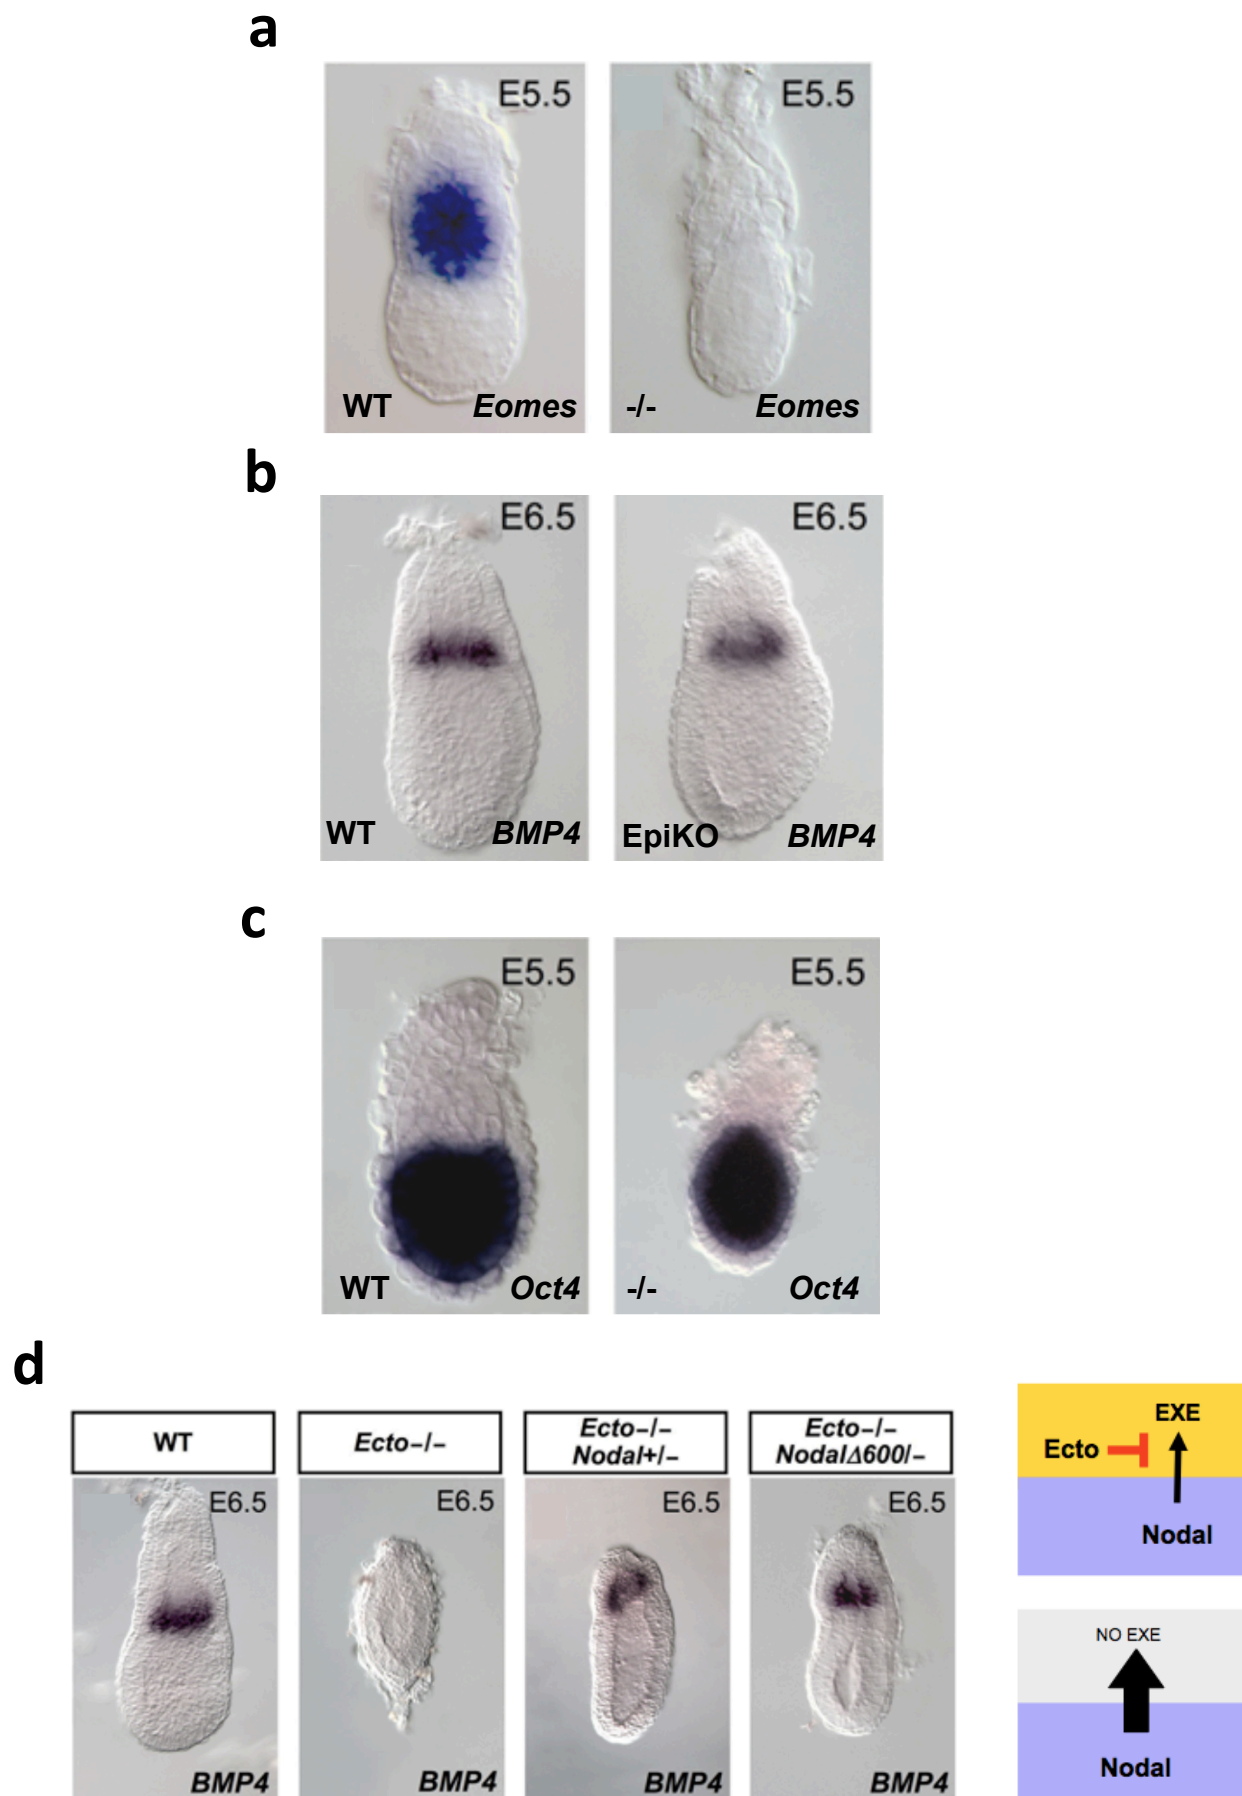 a
E5.5
E5.5
WT
Eomes
-/-
Eomes
b
E6.5
E6.5
WT
BMP4
EpiKO
BMP4
c
E5.5
E5.5
WT
Oct4
-/-
Oct4
d
WT
Ecto–/–
Ecto–/–
Nodal+/–
Ecto–/–
NodalΔ600/–
E6.5
E6.5
E6.5
E6.5
BMP4
BMP4
BMP4
BMP4
EXE
Ecto
Nodal
NO EXE
Nodal